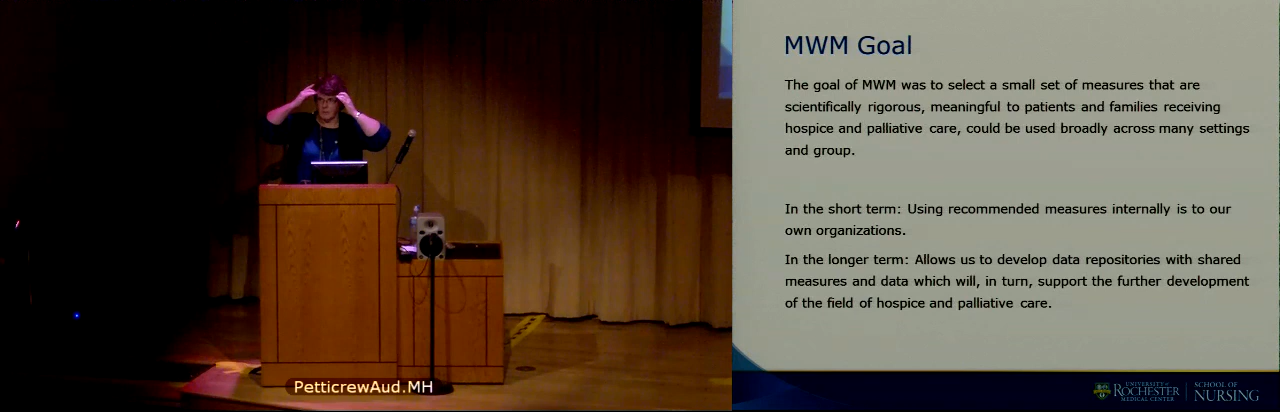 MWM Goal
The goal of MWM was to select a small set of measures that are
scientifically rigorous, meaningful to patients and families receiving
hospice and palliative care, could be used broadly across many settings
and group.
In the short term: Using recommended measures internally is to our
own organizations.
In the longer term: Allows us to develop data repositories with shared
measures and data which will, in turn, support the further development
of the field of hospice and palliative care.
PetticrewAud.MH
UNIVERSITY of
ROCHESTER
MEDICAL CENTER
SCHOOL OF
NURSING